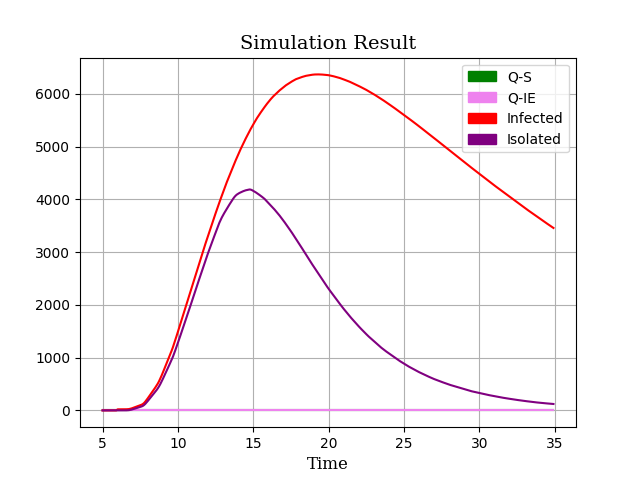 Simulation Result
Q-S
Q-IE
Infected
Isolated
6000
5000
4000
3000
2000
1000
0
5 10 15 20 25 30 35
Time